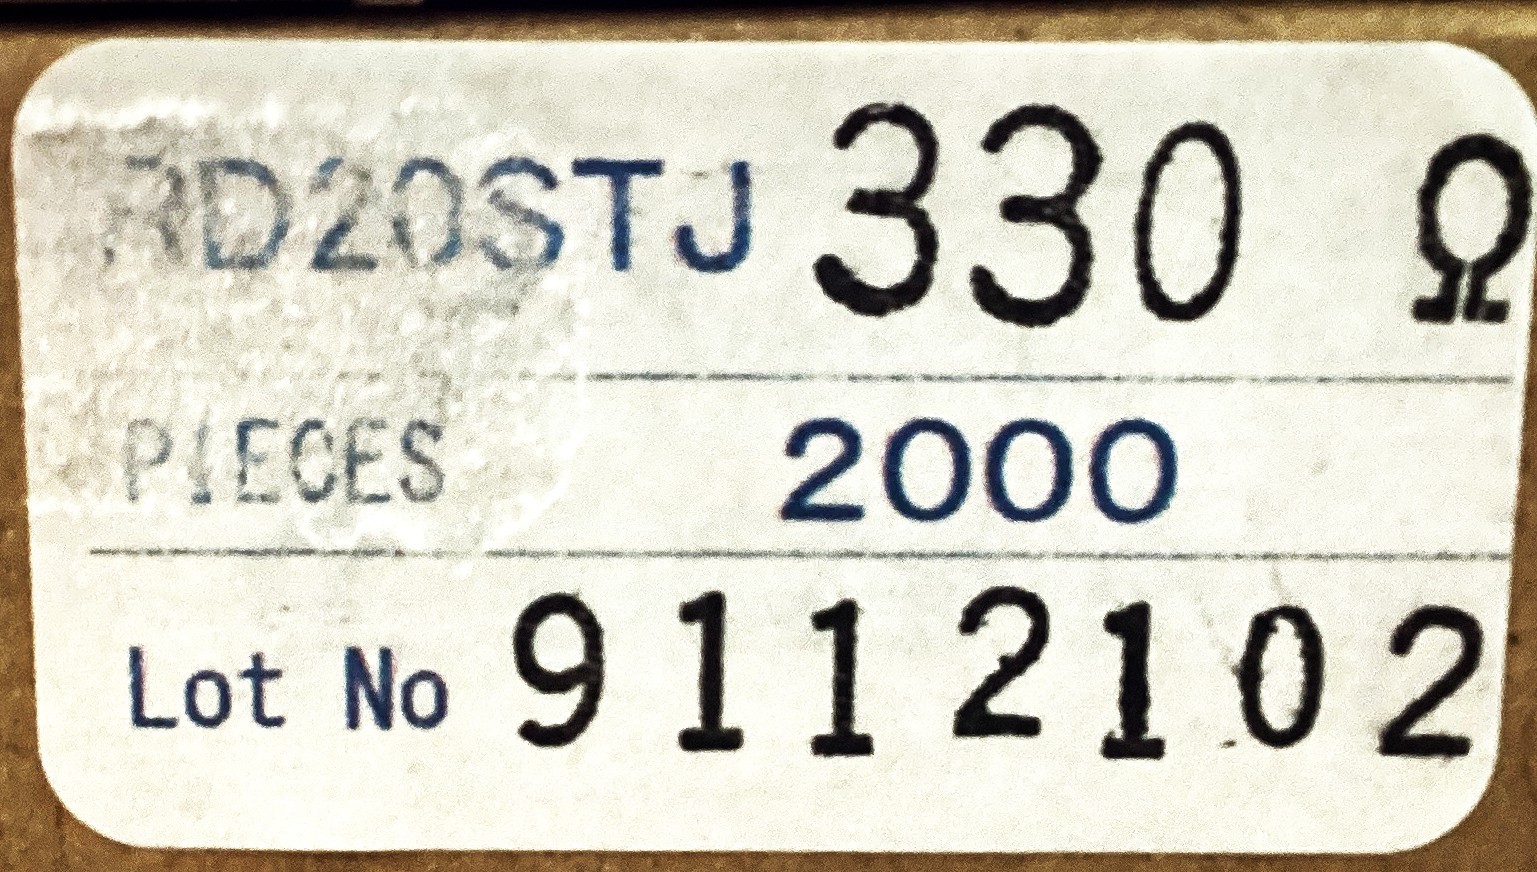 RD20STJ 330 Ω
PIECES 2000
Lot No 9112102